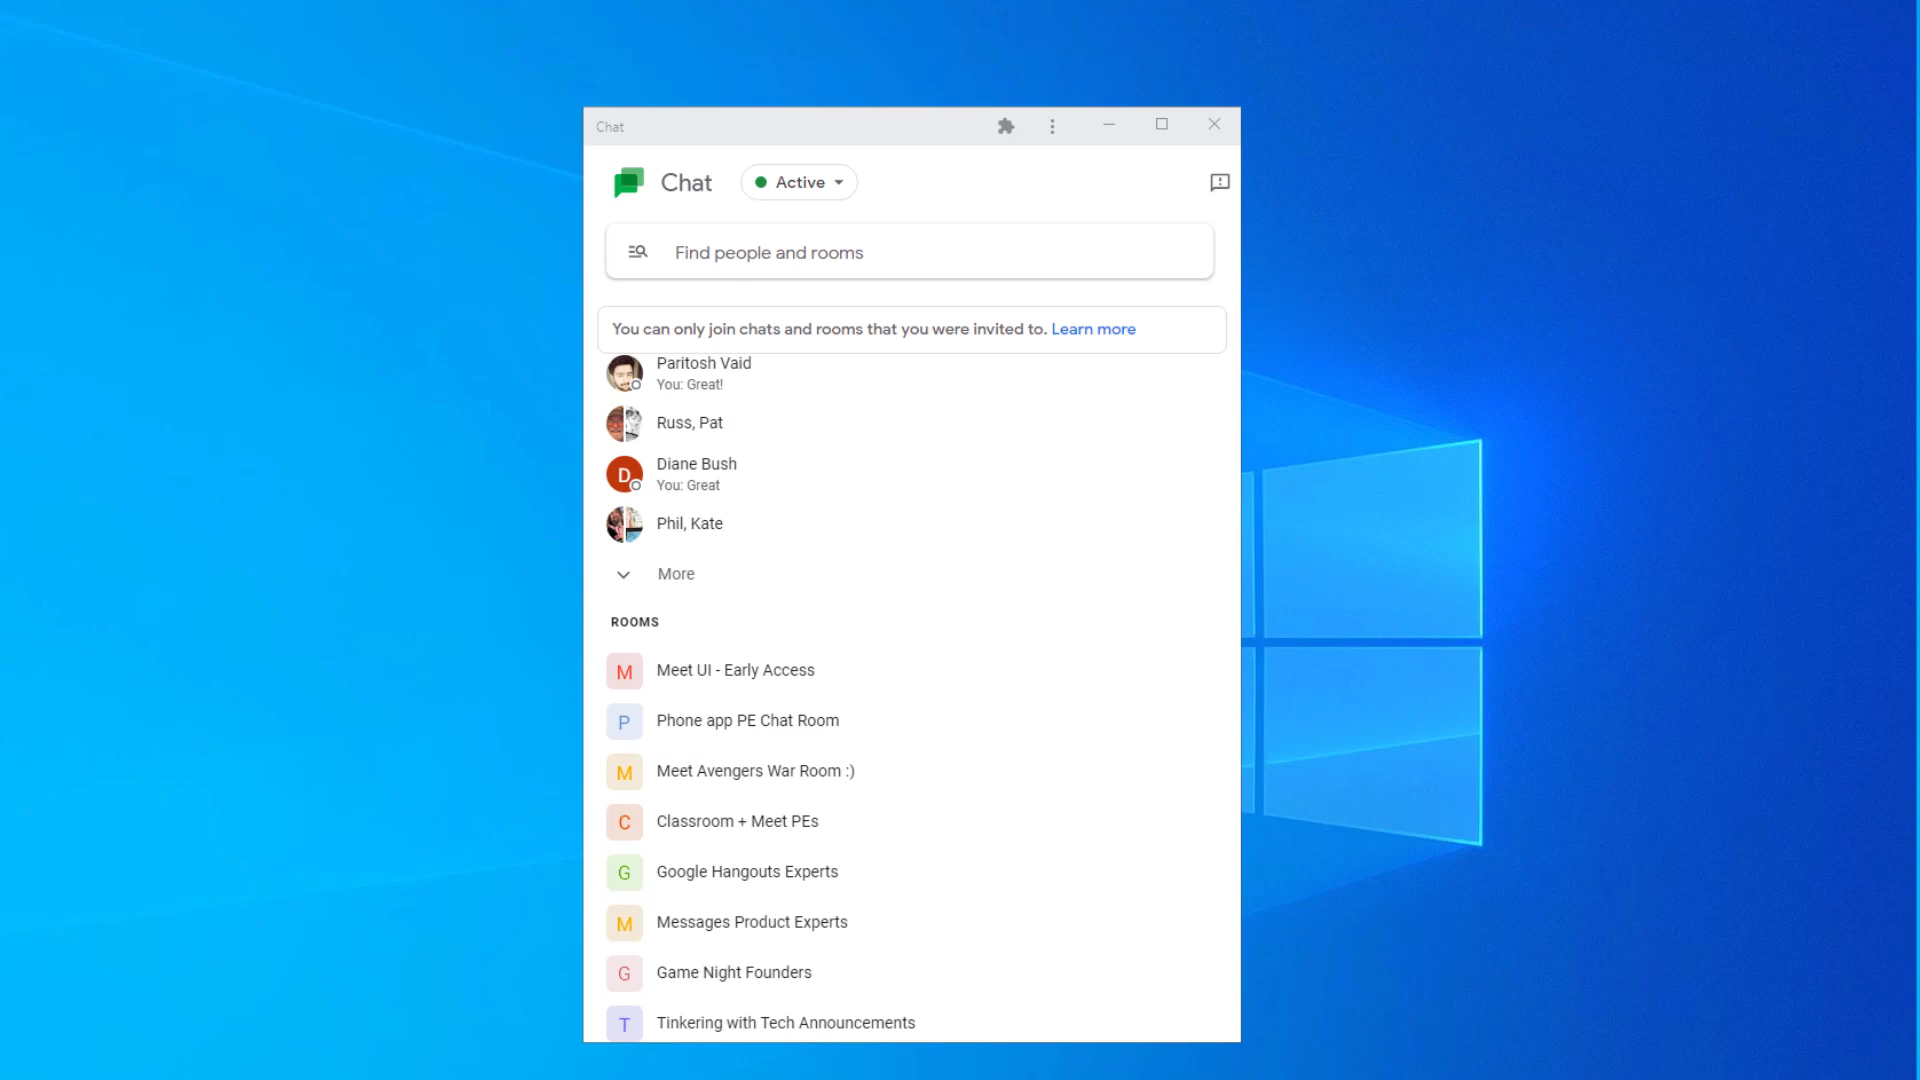 Chat
Chat
Active
Find people and rooms
You can only join chats and rooms that you were invited to. Learn more
Paritosh Vaid
You: Great!
Russ, Pat
D
Diane Bush
You: Great
Phil, Kate
More
ROOMS
M Meet UI - Early Access
P Phone app PE Chat Room
M Meet Avengers War Room :)
C Classroom + Meet PEs
G Google Hangouts Experts
M Messages Product Experts
G Game Night Founders
T Tinkering with Tech Announcements